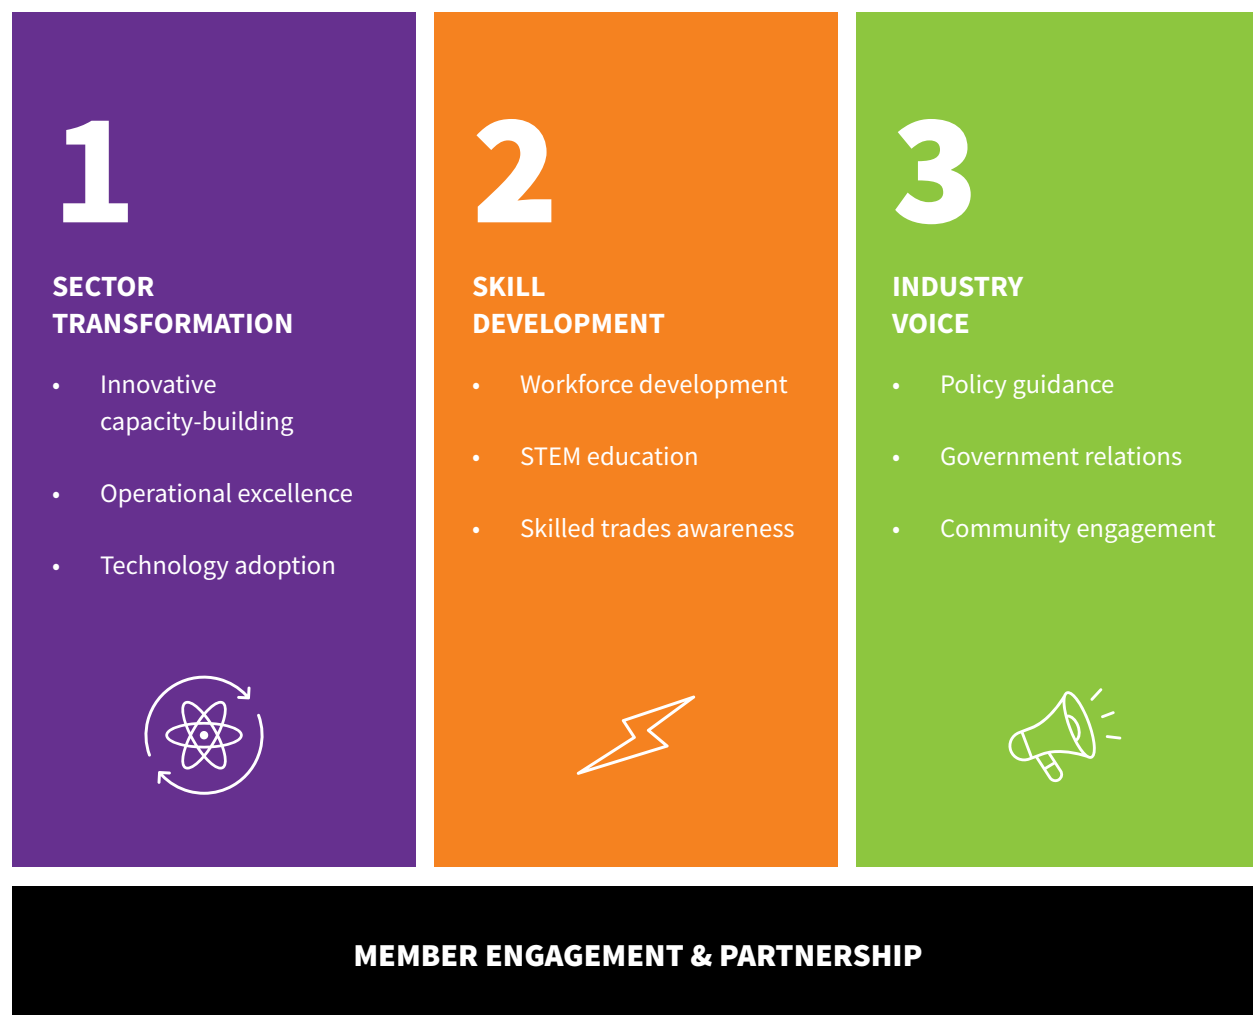 1
SECTOR
TRANSFORMATION
• Innovative
capacity-building
• Operational excellence
• Technology adoption
2
SKILL
DEVELOPMENT
• Workforce development
• STEM education
• Skilled trades awareness
3
INDUSTRY
VOICE
• Policy guidance
• Government relations
• Community engagement
MEMBER ENGAGEMENT & PARTNERSHIP